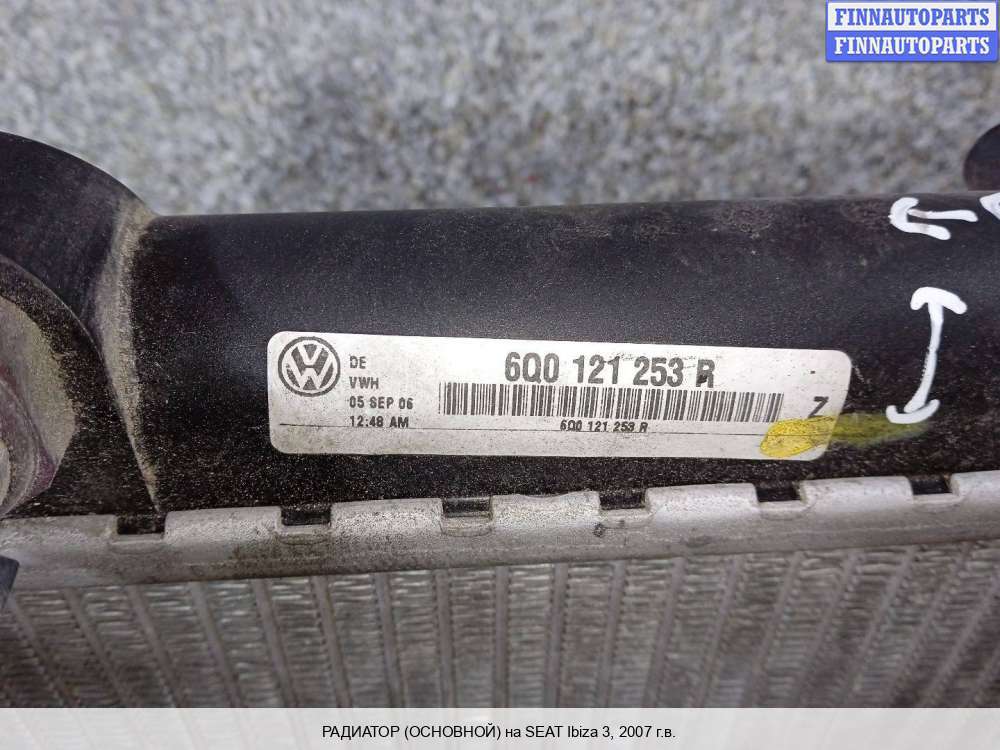 FINNAUTOPARTS
FINNAUTOPARTS
DE
VWH
05 SEP 06
12:48 AM
6Q0 121 253 R
6Q0 121 253 R
Z
РАДИАТОР (ОСНОВНОЙ) на SEAT Ibiza 3, 2007 г.в.